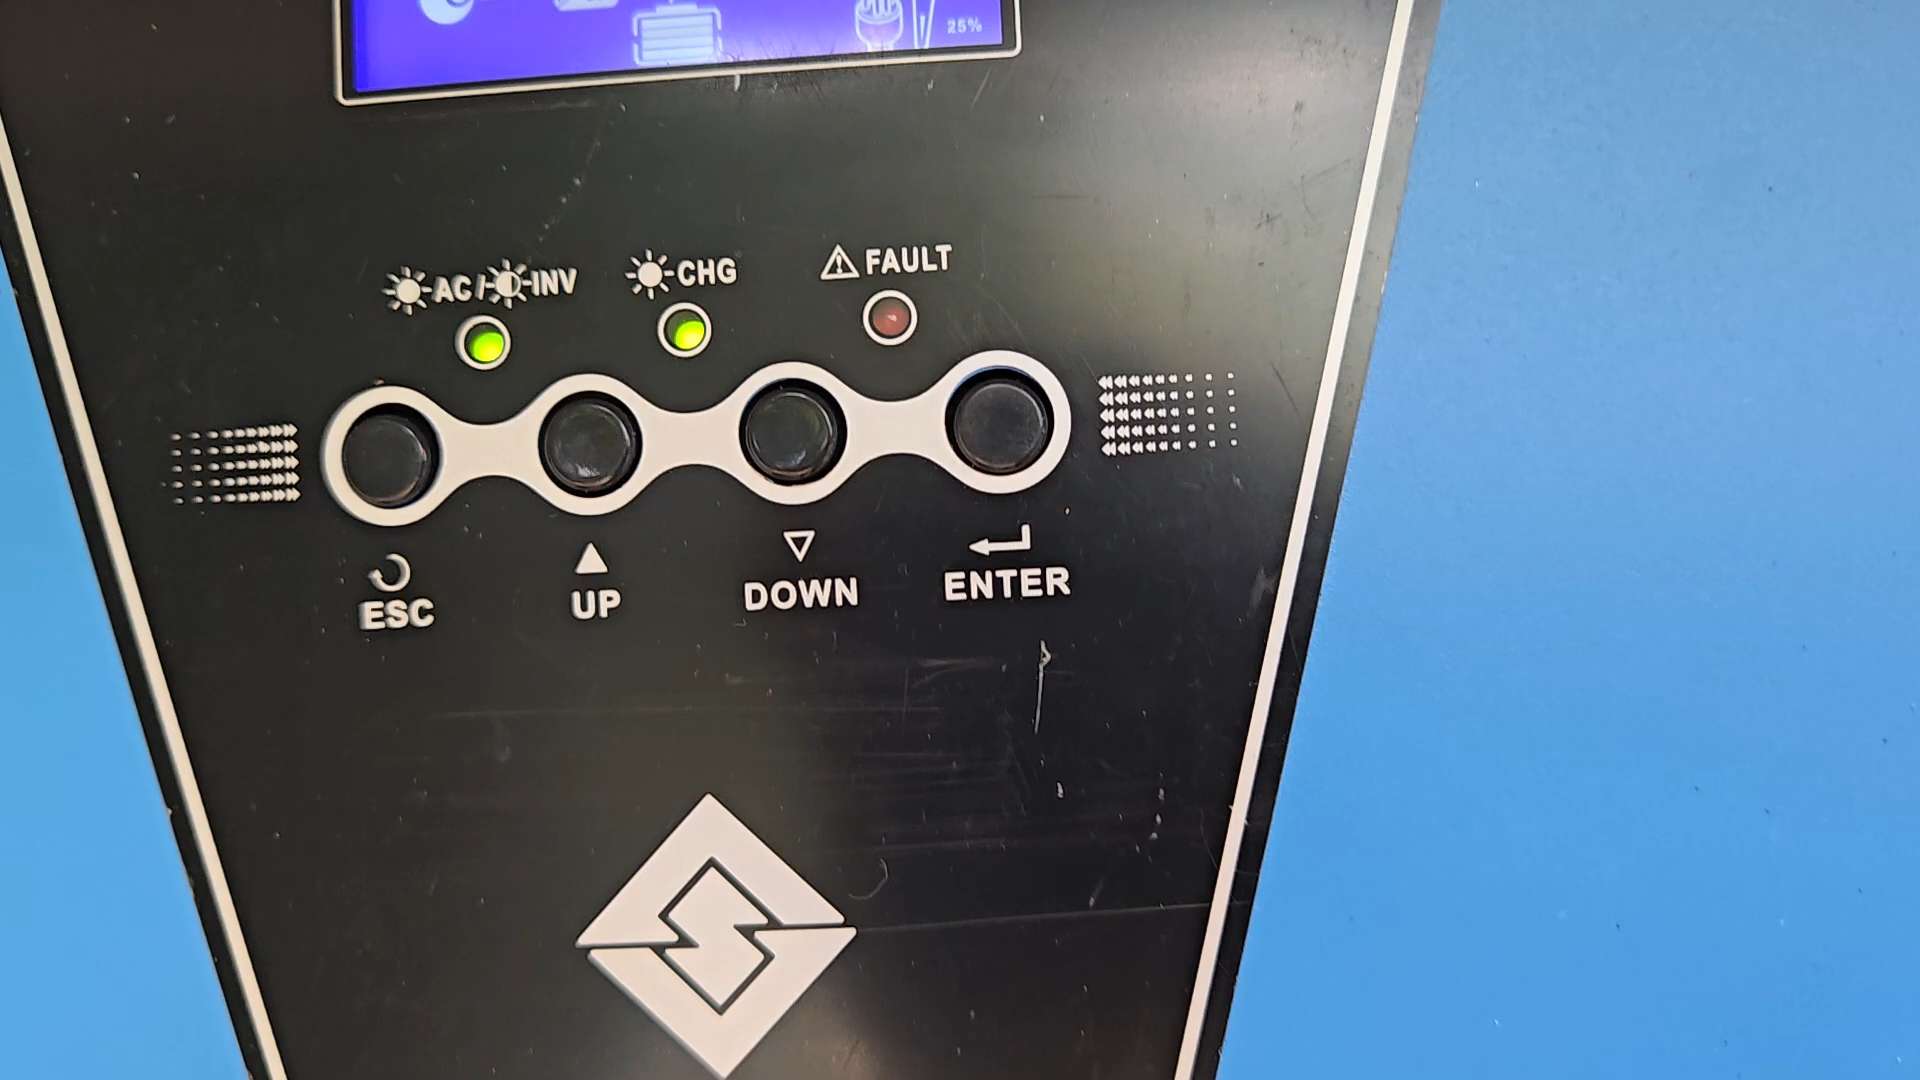 25%
AC/INV
CHG
FAULT
ESC
UP
DOWN
ENTER